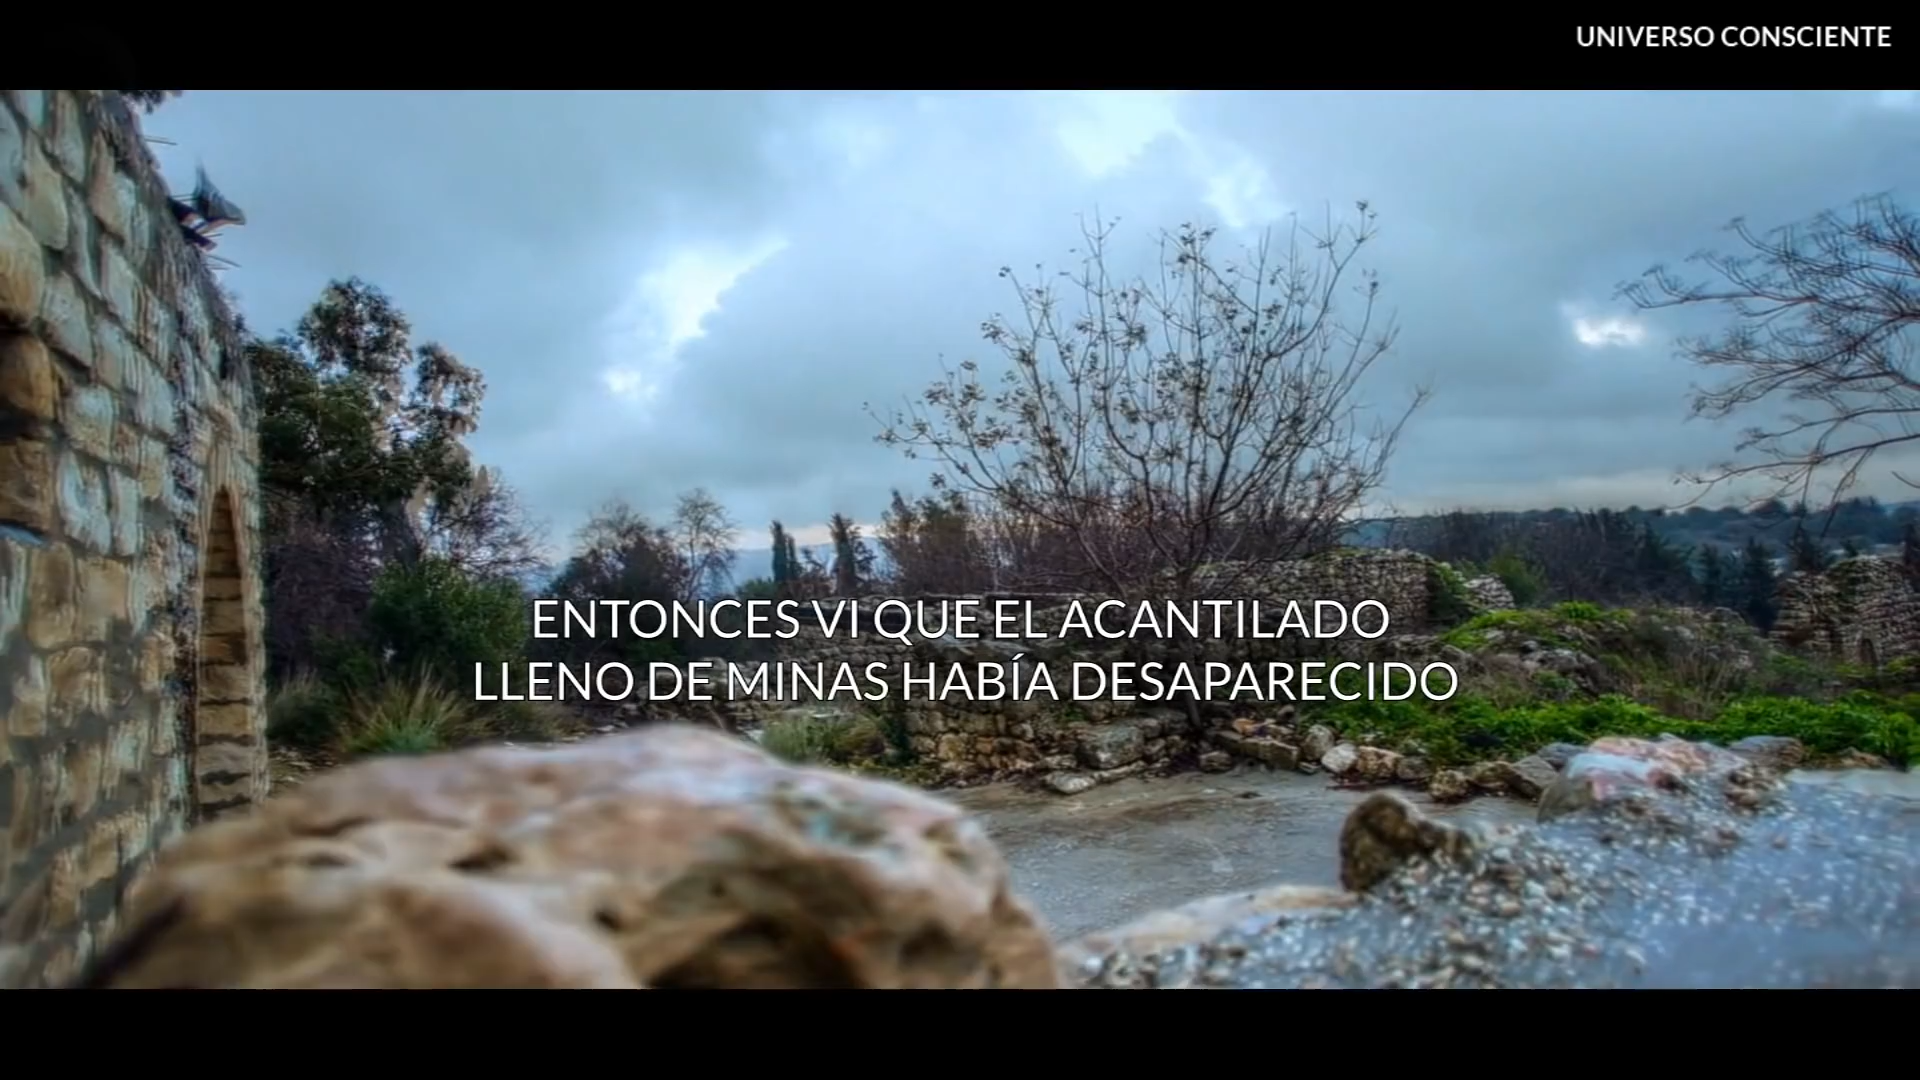 UNIVERSO CONSCIENTE
ENTONCES VI QUE EL ACANTILADO
LLENO DE MINAS HABÍA DESAPARECIDO